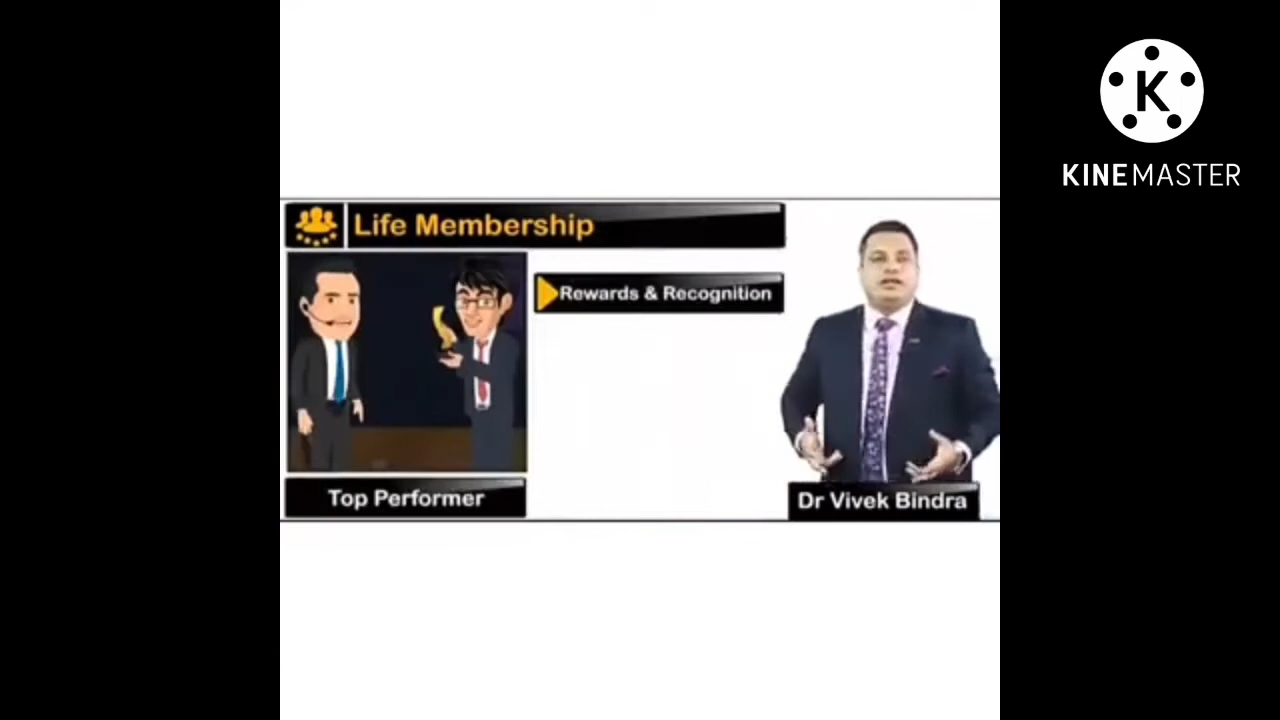 K
KINEMASTER
Life Membership
Rewards & Recognition
Top Performer
Dr Vivek Bindra